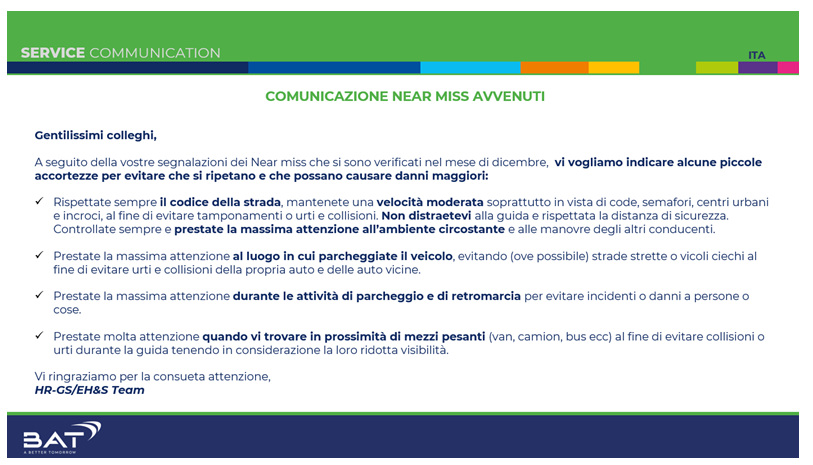 SERVICE COMMUNICATION
ITA
COMUNICAZIONE NEAR MISS AVVENUTI
Gentilissimi colleghi,
A seguito della vostre segnalazioni dei Near miss che si sono verificati nel mese di dicembre, vi vogliamo indicare alcune piccole
accortezze per evitare che si ripetano e che possano causare danni maggiori:
✓ Rispettate sempre il codice della strada, mantenete una velocità moderata soprattutto in vista di code, semafori, centri urbani
e incroci, al fine di evitare tamponamenti o urti e collisioni. Non distraetevi alla guida e rispettata la distanza di sicurezza.
Controllate sempre e prestate la massima attenzione all'ambiente circostante e alle manovre degli altri conducenti.
✓ Prestate la massima attenzione al luogo in cui parcheggiate il veicolo, evitando (ove possibile) strade strette o vicoli ciechi al
fine di evitare urti e collisioni della propria auto e delle auto vicine.
✓ Prestate la massima attenzione durante le attività di parcheggio e di retromarcia per evitare incidenti o danni a persone o
cose.
✓ Prestate molta attenzione quando vi trovare in prossimità di mezzi pesanti (van, camion, bus ecc) al fine di evitare collisioni o
urti durante la guida tenendo in considerazione la loro ridotta visibilità.
Vi ringraziamo per la consueta attenzione,
HR-GS/EH&S Team
BAT
A BETTER TOMORROW